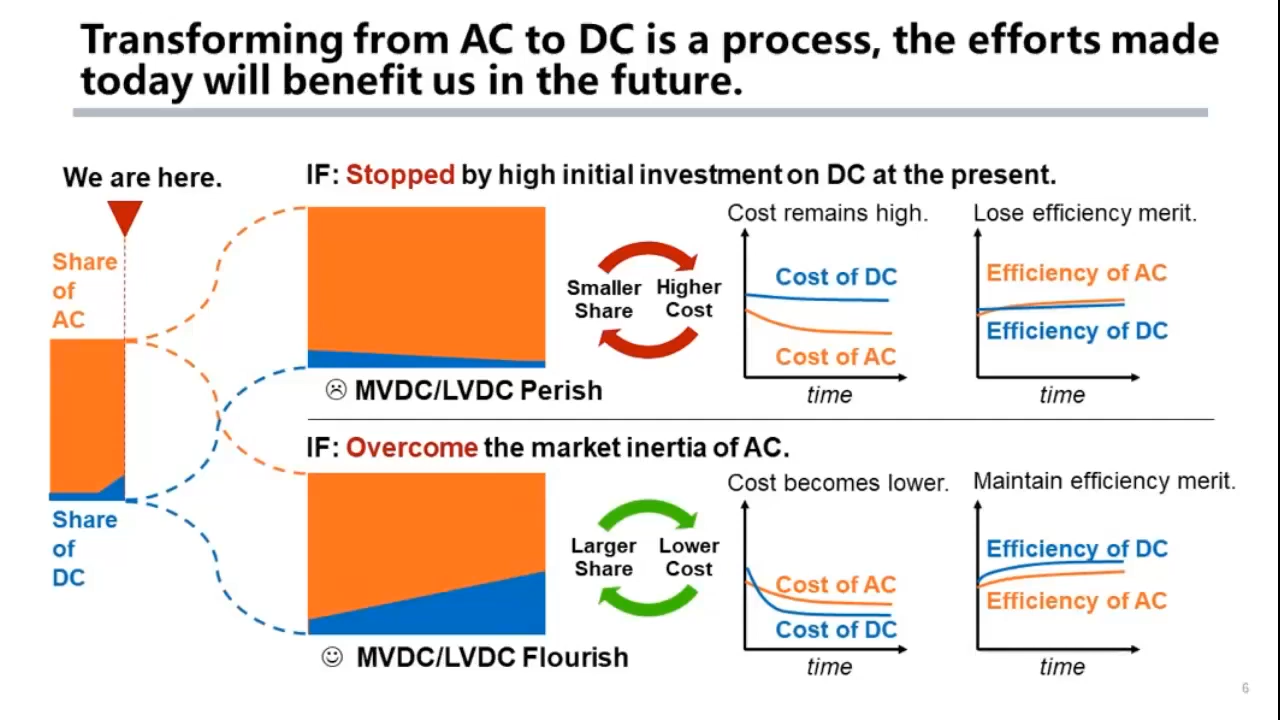 Transforming from AC to DC is a process, the efforts made
today will benefit us in the future.
We are here.
Share
of
AC
Share
of
DC
IF: Stopped by high initial investment on DC at the present.
☹ MVDC/LVDC Perish
Smaller
Share
Higher
Cost
Cost remains high.
Cost of DC
Cost of AC
time
Lose efficiency merit.
Efficiency of AC
Efficiency of DC
time
IF: Overcome the market inertia of AC.
☺ MVDC/LVDC Flourish
Larger
Share
Lower
Cost
Cost becomes lower.
Cost of AC
Cost of DC
time
Maintain efficiency merit.
Efficiency of DC
Efficiency of AC
time
6